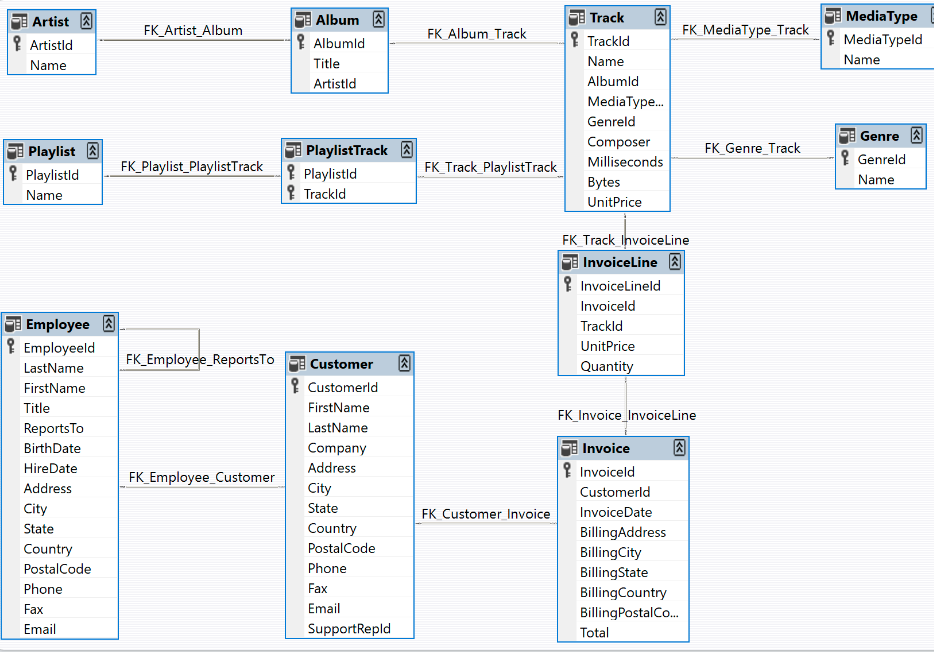 Artist
ArtistId
Name
FK_Artist_Album
Album
AlbumId
Title
ArtistId
FK_Album_Track
Track
TrackId
Name
AlbumId
MediaType...
GenreId
Composer
Milliseconds
Bytes
UnitPrice
FK_MediaType_Track
MediaType
MediaTypeId
Name
Playlist
PlaylistId
Name
FK_Playlist_PlaylistTrack
PlaylistTrack
PlaylistId
TrackId
FK_Track_PlaylistTrack
FK_Genre_Track
Genre
GenreId
Name
FK_Track_InvoiceLine
InvoiceLine
InvoiceLineId
InvoiceId
TrackId
UnitPrice
Quantity
Employee
EmployeeId
LastName
FirstName
Title
ReportsTo
BirthDate
HireDate
Address
City
State
Country
PostalCode
Phone
Fax
Email
FK_Employee_ReportsTo
FK_Employee_Customer
Customer
CustomerId
FirstName
LastName
Company
Address
City
State
Country
PostalCode
Phone
Fax
Email
SupportRepId
FK_Customer_Invoice
FK_Invoice_InvoiceLine
Invoice
InvoiceId
CustomerId
InvoiceDate
BillingAddress
BillingCity
BillingState
BillingCountry
BillingPostalCo...
Total